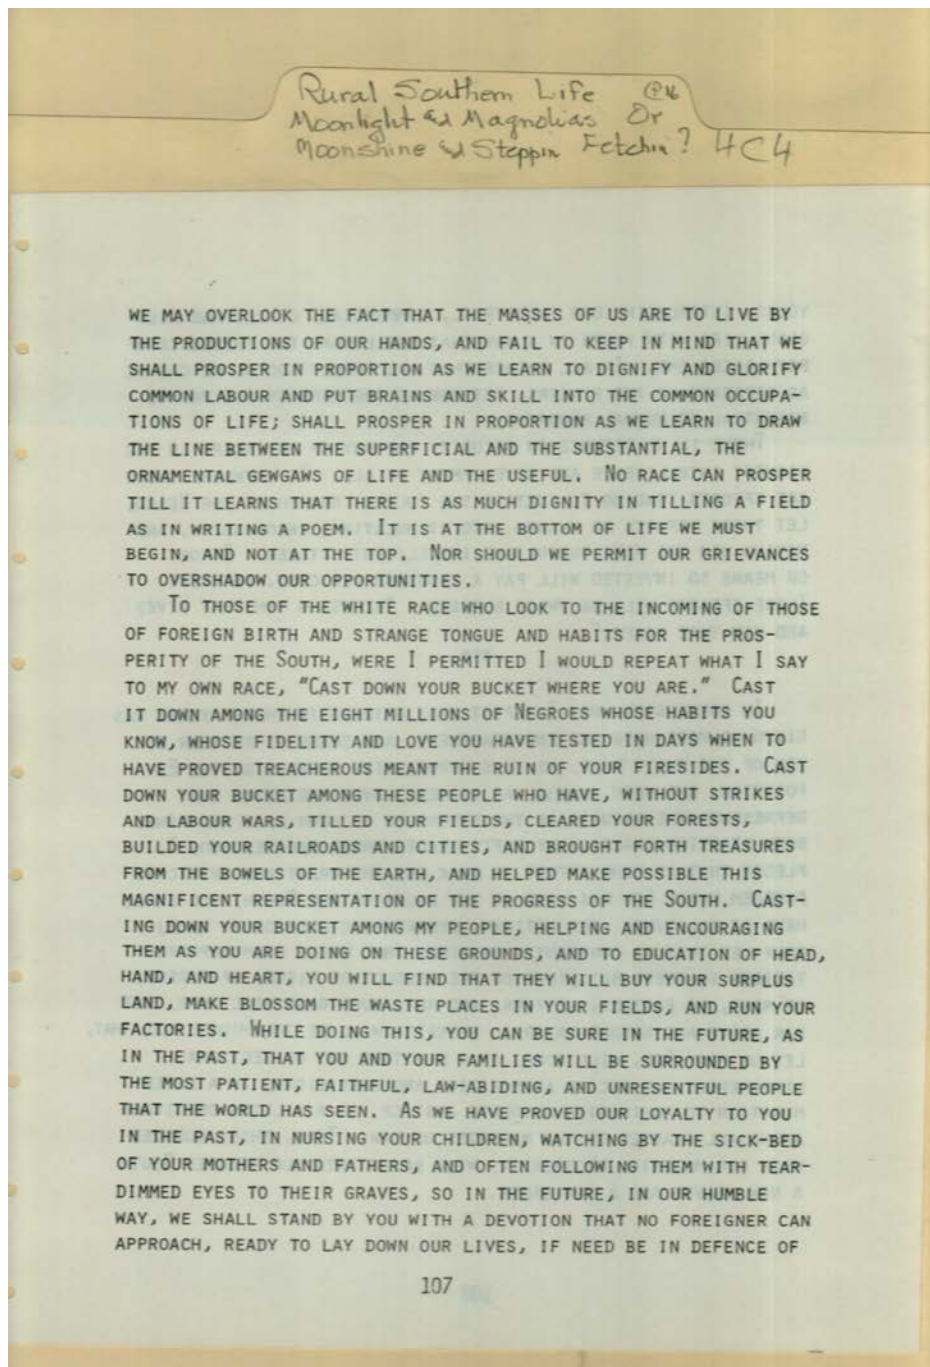 Rural Southern Life
Moonlight and Magnolias Or
Moonshine and Steppin Fetchin? 4C4
WE MAY OVERLOOK THE FACT THAT THE MASSES OF US ARE TO LIVE BY
THE PRODUCTIONS OF OUR HANDS, AND FAIL TO KEEP IN MIND THAT WE
SHALL PROSPER IN PROPORTION AS WE LEARN TO DIGNIFY AND GLORIFY
COMMON LABOUR AND PUT BRAINS AND SKILL INTO THE COMMON OCCUPA-
TIONS OF LIFE; SHALL PROSPER IN PROPORTION AS WE LEARN TO DRAW
THE LINE BETWEEN THE SUPERFICIAL AND THE SUBSTANTIAL, THE
ORNAMENTAL GEWGAWS OF LIFE AND THE USEFUL. NO RACE CAN PROSPER
TILL IT LEARNS THAT THERE IS AS MUCH DIGNITY IN TILLING A FIELD
AS IN WRITING A POEM. IT IS AT THE BOTTOM OF LIFE WE MUST
BEGIN, AND NOT AT THE TOP. NOR SHOULD WE PERMIT OUR GRIEVANCES
TO OVERSHADOW OUR OPPORTUNITIES.
TO THOSE OF THE WHITE RACE WHO LOOK TO THE INCOMING OF THOSE
OF FOREIGN BIRTH AND STRANGE TONGUE AND HABITS FOR THE PROS-
PERITY OF THE SOUTH, WERE I PERMITTED I WOULD REPEAT WHAT I SAY
TO MY OWN RACE, "CAST DOWN YOUR BUCKET WHERE YOU ARE." CAST
IT DOWN AMONG THE EIGHT MILLIONS OF NEGROES WHOSE HABITS YOU
KNOW, WHOSE FIDELITY AND LOVE YOU HAVE TESTED IN DAYS WHEN TO
HAVE PROVED TREACHEROUS MEANT THE RUIN OF YOUR FIRESIDES. CAST
DOWN YOUR BUCKET AMONG THESE PEOPLE WHO HAVE, WITHOUT STRIKES
AND LABOUR WARS, TILLED YOUR FIELDS, CLEARED YOUR FORESTS,
BUILDED YOUR RAILROADS AND CITIES, AND BROUGHT FORTH TREASURES
FROM THE BOWELS OF THE EARTH, AND HELPED MAKE POSSIBLE THIS
MAGNIFICENT REPRESENTATION OF THE PROGRESS OF THE SOUTH. CAST-
ING DOWN YOUR BUCKET AMONG MY PEOPLE, HELPING AND ENCOURAGING
THEM AS YOU ARE DOING ON THESE GROUNDS, AND TO EDUCATION OF HEAD,
HAND, AND HEART, YOU WILL FIND THAT THEY WILL BUY YOUR SURPLUS
LAND, MAKE BLOSSOM THE WASTE PLACES IN YOUR FIELDS, AND RUN YOUR
FACTORIES. WHILE DOING THIS, YOU CAN BE SURE IN THE FUTURE, AS
IN THE PAST, THAT YOU AND YOUR FAMILIES WILL BE SURROUNDED BY
THE MOST PATIENT, FAITHFUL, LAW-ABIDING, AND UNRESENTFUL PEOPLE
THAT THE WORLD HAS SEEN. AS WE HAVE PROVED OUR LOYALTY TO YOU
IN THE PAST, IN NURSING YOUR CHILDREN, WATCHING BY THE SICK-BED
OF YOUR MOTHERS AND FATHERS, AND OFTEN FOLLOWING THEM WITH TEAR-
DIMMED EYES TO THEIR GRAVES, SO IN THE FUTURE, IN OUR HUMBLE
WAY, WE SHALL STAND BY YOU WITH A DEVOTION THAT NO FOREIGNER CAN
APPROACH, READY TO LAY DOWN OUR LIVES, IF NEED BE IN DEFENCE OF
107